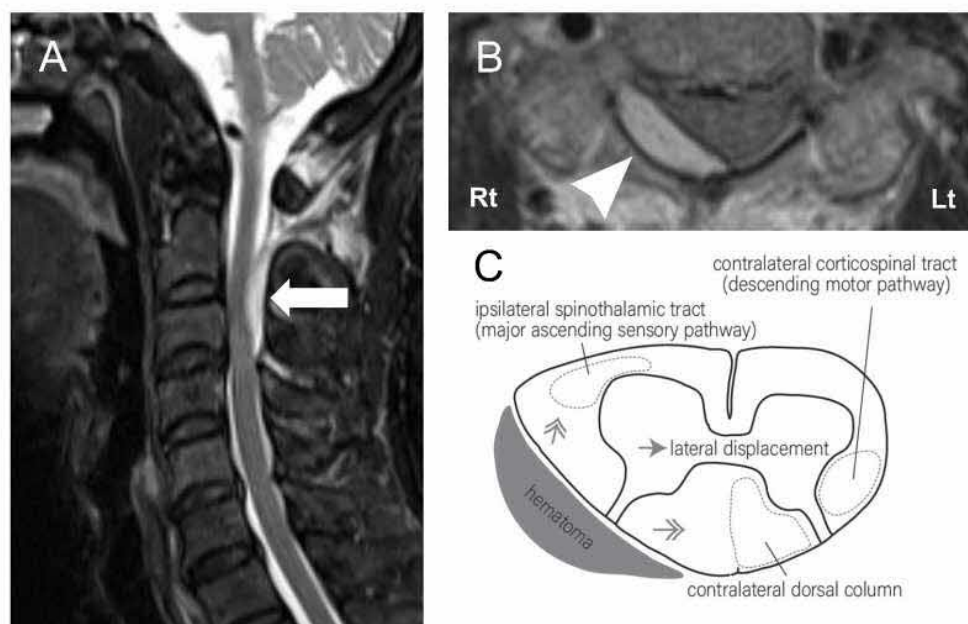 A
B
Rt
Lt
C
contralateral corticospinal tract
(descending motor pathway)
ipsilateral spinothalamic tract
(major ascending sensory pathway)
lateral displacement
hematoma
contralateral dorsal column